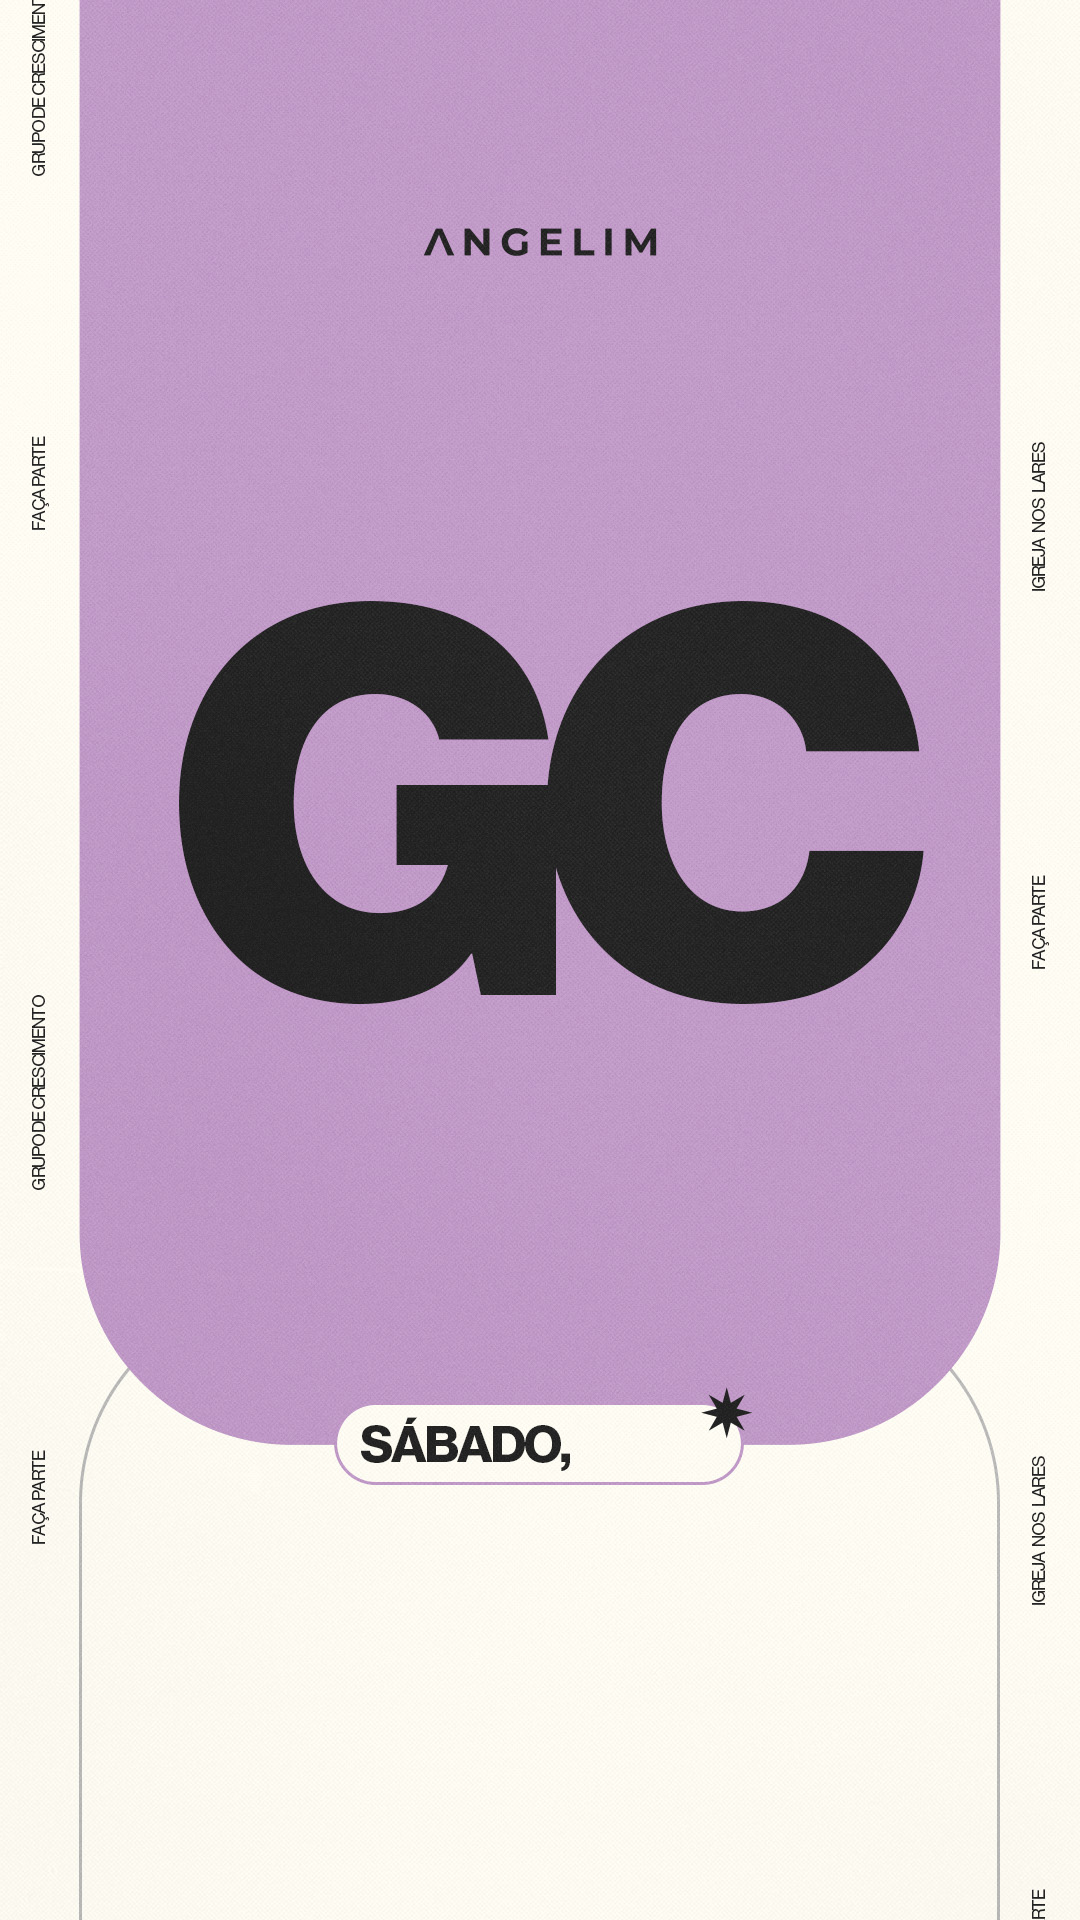 GRUPO DE CRESCIMEN
ANGELIM
FAÇA PARTE
IGREJA NOS LARES
GC
FAÇA PARTE
GRUPO DE CRESCIMENTO
SÁBADO,
FAÇA PARTE
IGREJA NOS LARES
RTE